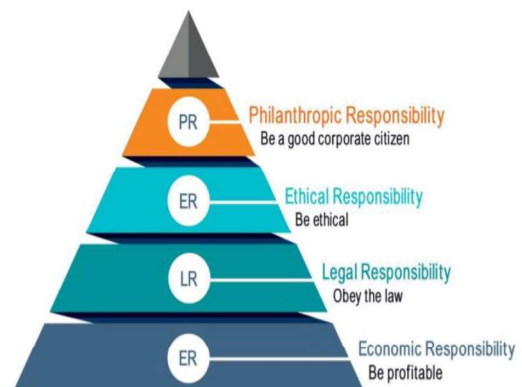 PR
Philanthropic Responsibility
Be a good corporate citizen
ER
Ethical Responsibility
Be ethical
LR
Legal Responsibility
Obey the law
ER
Economic Responsibility
Be profitable